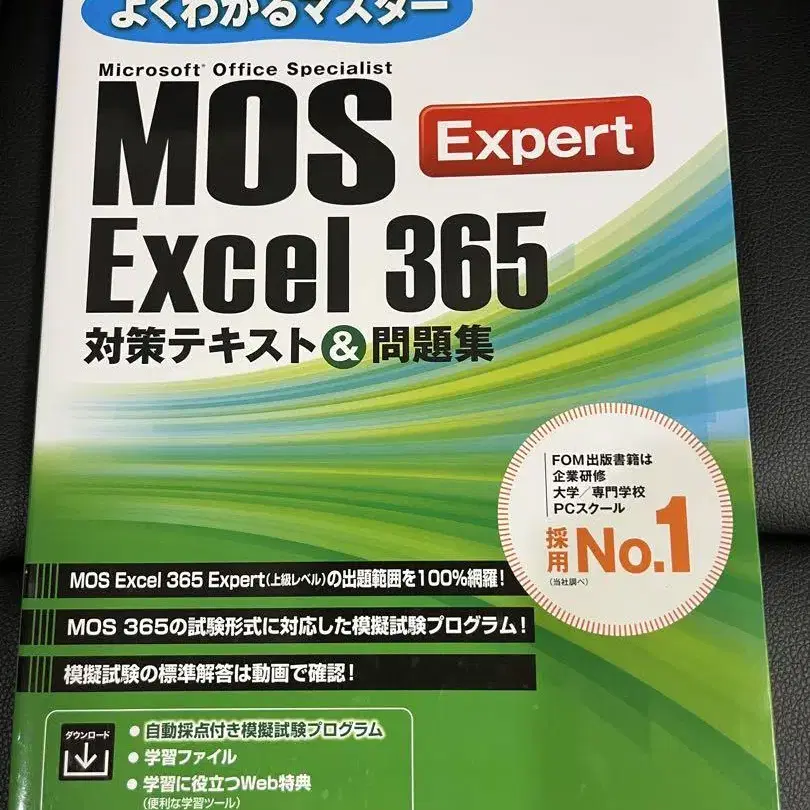 よくわかるマスター
Microsoft® Office Specialist
MOS
Expert
Excel 365
対策テキスト&問題集
FOM出版書籍は
企業研修
大学/専門学校
PCスクール
採用 No.1
(当社調べ)
MOS Excel 365 Expert(上級レベル)の出題範囲を100%網羅!
MOS 365の試験形式に対応した模擬試験プログラム!
模擬試験の標準解答は動画で確認!
ダウンロード
●自動採点付き模擬試験プログラム
●学習ファイル
●学習に役立つWeb特典
(便利な学習ツール)